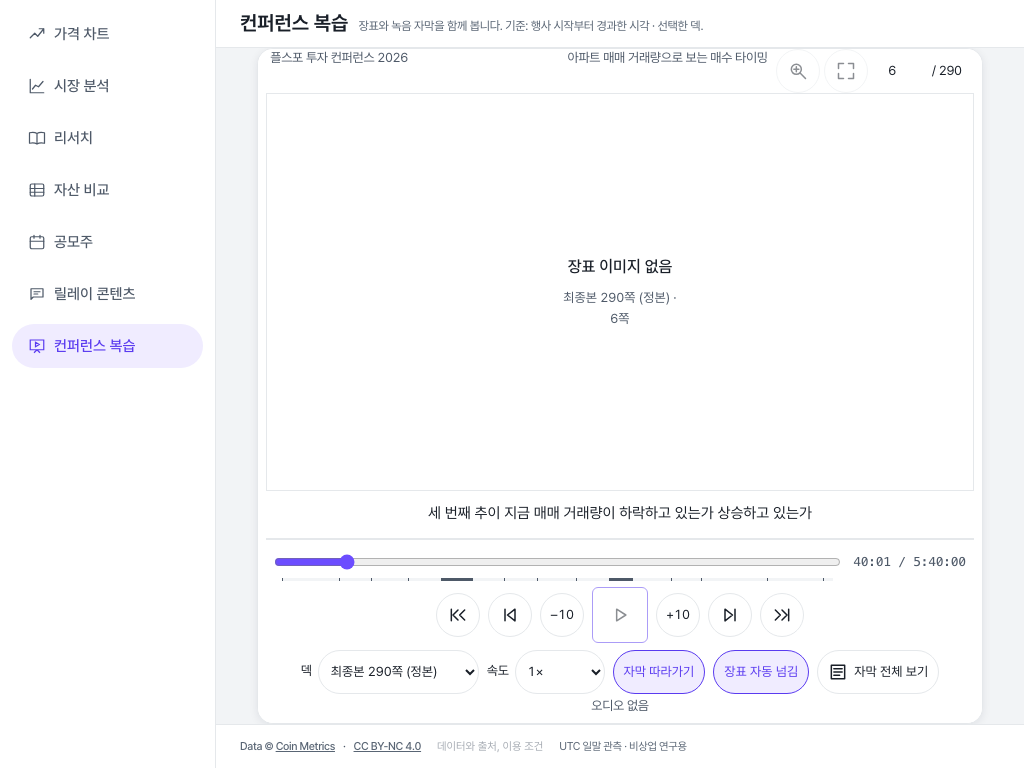 가격 차트
시장 분석
리서치
자산 비교
공모주
릴레이 콘텐츠
컨퍼런스 복습
컨퍼런스 복습 장표와 녹음 자막을 함께 봅니다. 기준: 행사 시작부터 경과한 시각 · 선택한 덱.
플스포 투자 컨퍼런스 2026 아파트 매매 거래량으로 보는 매수 타이밍 6 / 290
장표 이미지 없음
최종본 290쪽 (정본) ·
6쪽
세 번째 추이 지금 매매 거래량이 하락하고 있는가 상승하고 있는가
40:01 / 5:40:00
−10 +10
덱 최종본 290쪽 (정본) 속도 1× 자막 따라가기 장표 자동 넘김 자막 전체 보기
오디오 없음
Data © Coin Metrics · CC BY-NC 4.0 데이터와 출처, 이용 조건 UTC 일말 관측 · 비상업 연구용